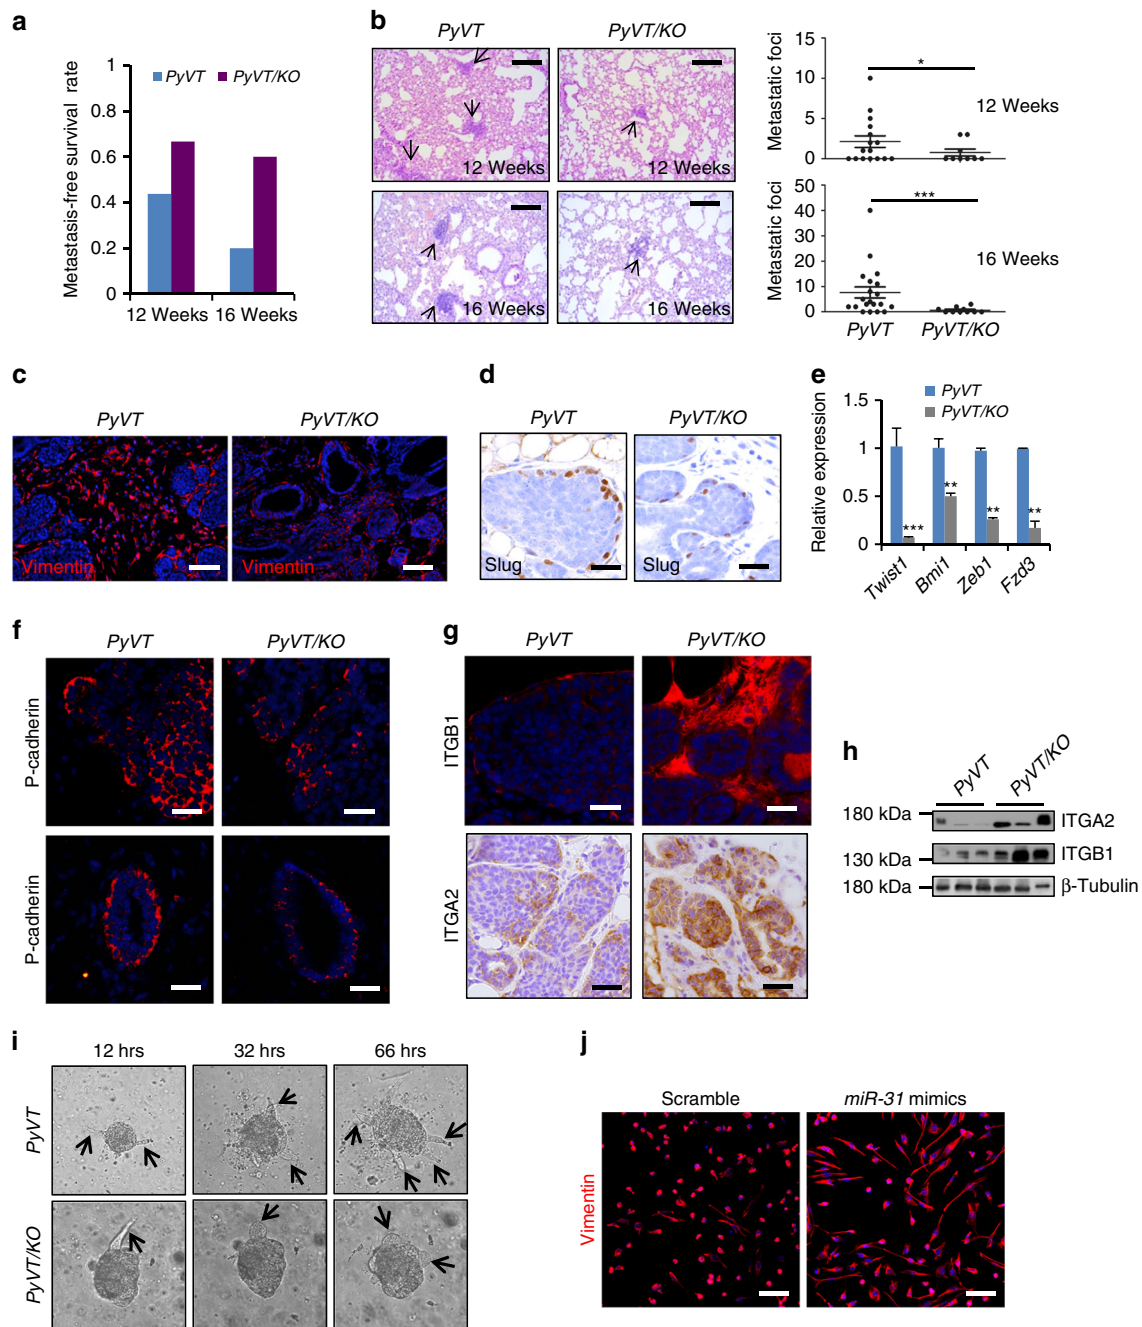 a
Metastasis-free survival rate
1
0.8
0.6
0.4
0.2
0
PyVT
PyVT/KO
12 Weeks
16 Weeks
b
PyVT
PyVT/KO
12 Weeks
12 Weeks
16 Weeks
16 Weeks
Metastatic foci
15
10
5
0
*
12 Weeks
Metastatic foci
50
40
30
20
10
0
***
16 Weeks
PyVT
PyVT/KO
c
PyVT
PyVT/KO
Vimentin
Vimentin
d
PyVT
PyVT/KO
Slug
Slug
e
PyVT
PyVT/KO
Relative expression
1.5
1
0.5
0
***
**
**
**
Twist1
Bmi1
Zeb1
Fzd3
f
PyVT
PyVT/KO
P-cadherin
P-cadherin
g
PyVT
PyVT/KO
ITGB1
ITGA2
h
PyVT
PyVT/KO
180 kDa
ITGA2
130 kDa
ITGB1
180 kDa
β-Tubulin
i
12 hrs
32 hrs
66 hrs
PyVT
PyVT/KO
j
Scramble
miR-31 mimics
Vimentin